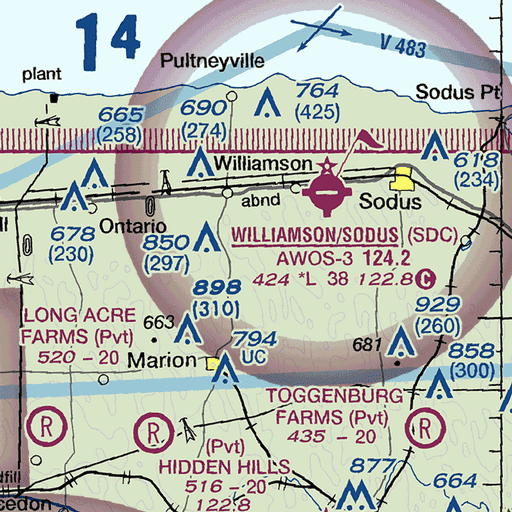 14
V 483
Pultneyville
plant
764
(425)
Sodus Pt
690
(274)
665
(258)
Williamson
618
(234)
abnd
Sodus
Ontario
678
(230)
850
(297)
WILLIAMSON/SODUS (SDC)
AWOS-3 124.2
424 *L 38 122.8 C
898
(310)
929
(260)
LONG ACRE
FARMS (Pvt)
520 - 20
663
794
UC
681
858
(300)
Marion
TOGGENBURG
FARMS (Pvt)
435 - 20
R
R
R
(Pvt)
HIDDEN HILLS
516 - 20
122.8
877
664
dfill
cedon